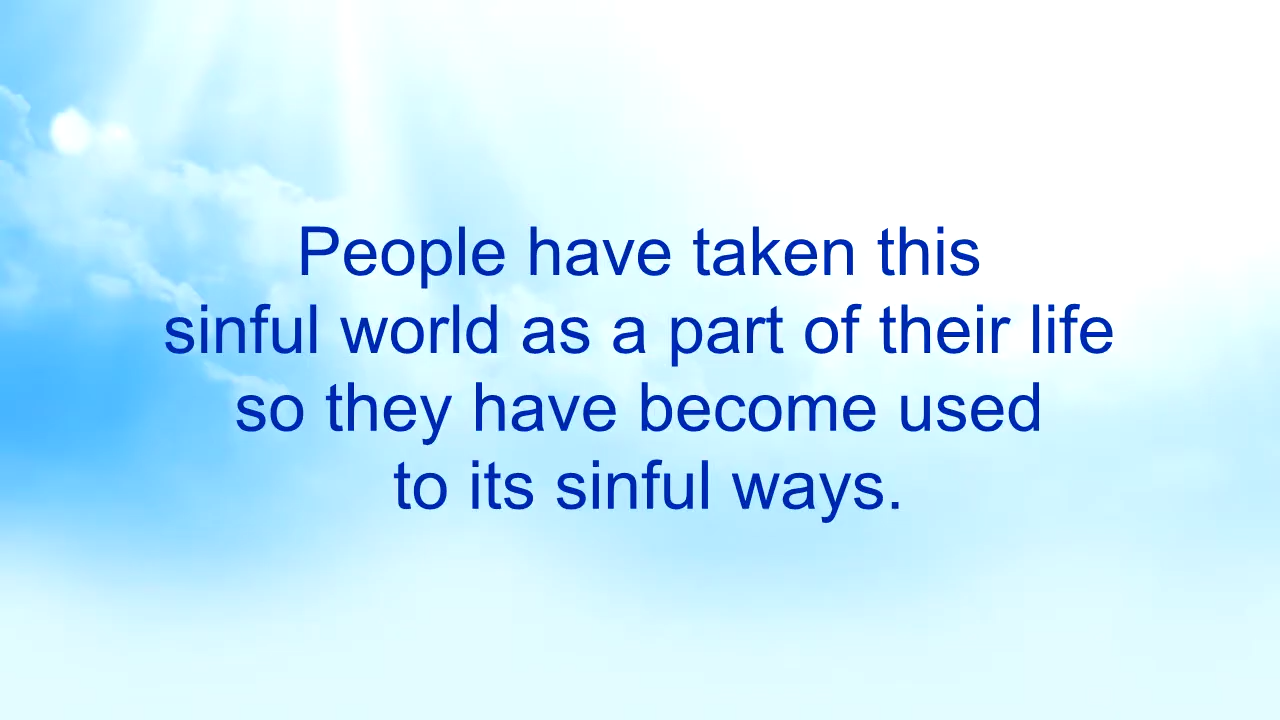 People have taken this
sinful world as a part of their life
so they have become used
to its sinful ways.